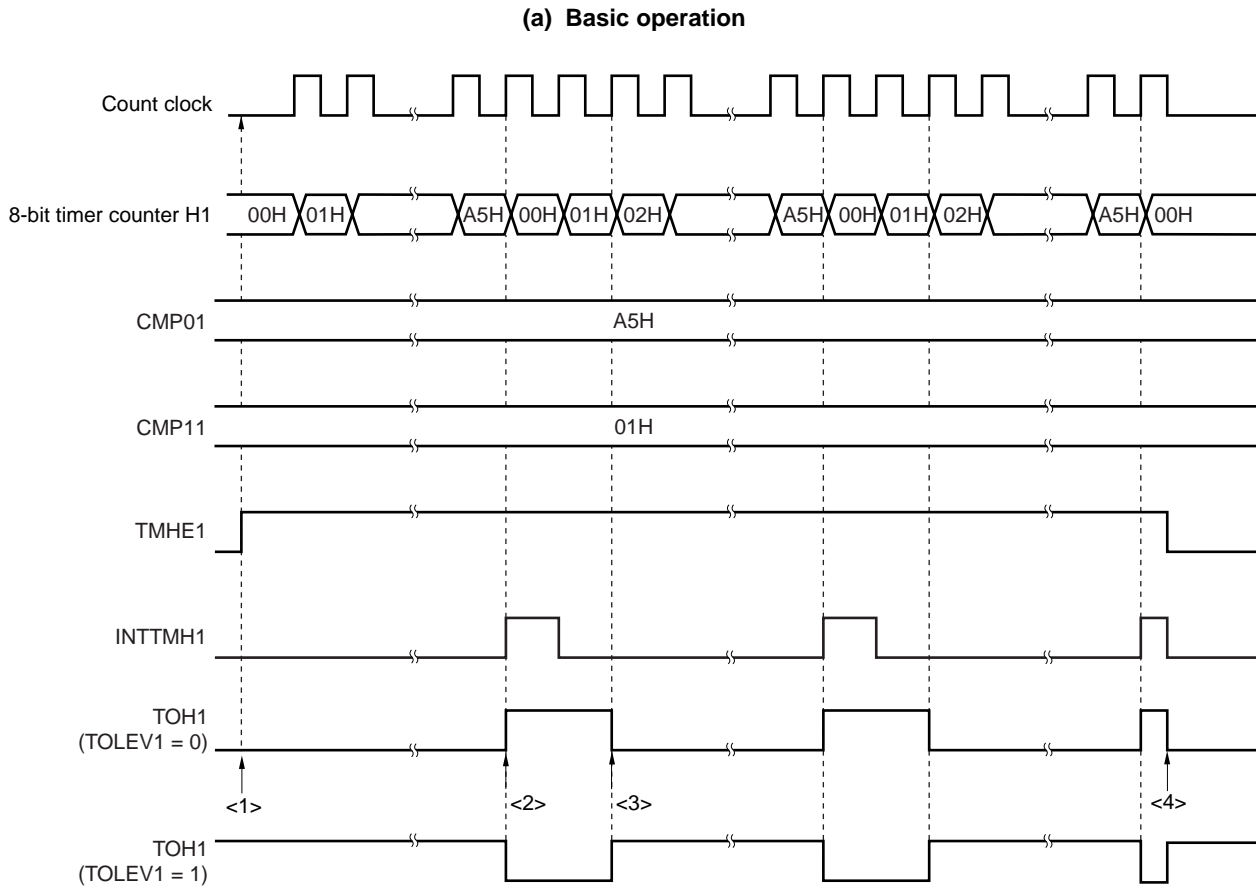 (a) Basic operation
Count clock
8-bit timer counter H1
00H 01H A5H 00H 01H 02H A5H 00H 01H 02H A5H 00H
CMP01
A5H
CMP11
01H
TMHE1
INTTMH1
TOH1
(TOLEV1 = 0)
<1> <2> <3> <4>
TOH1
(TOLEV1 = 1)